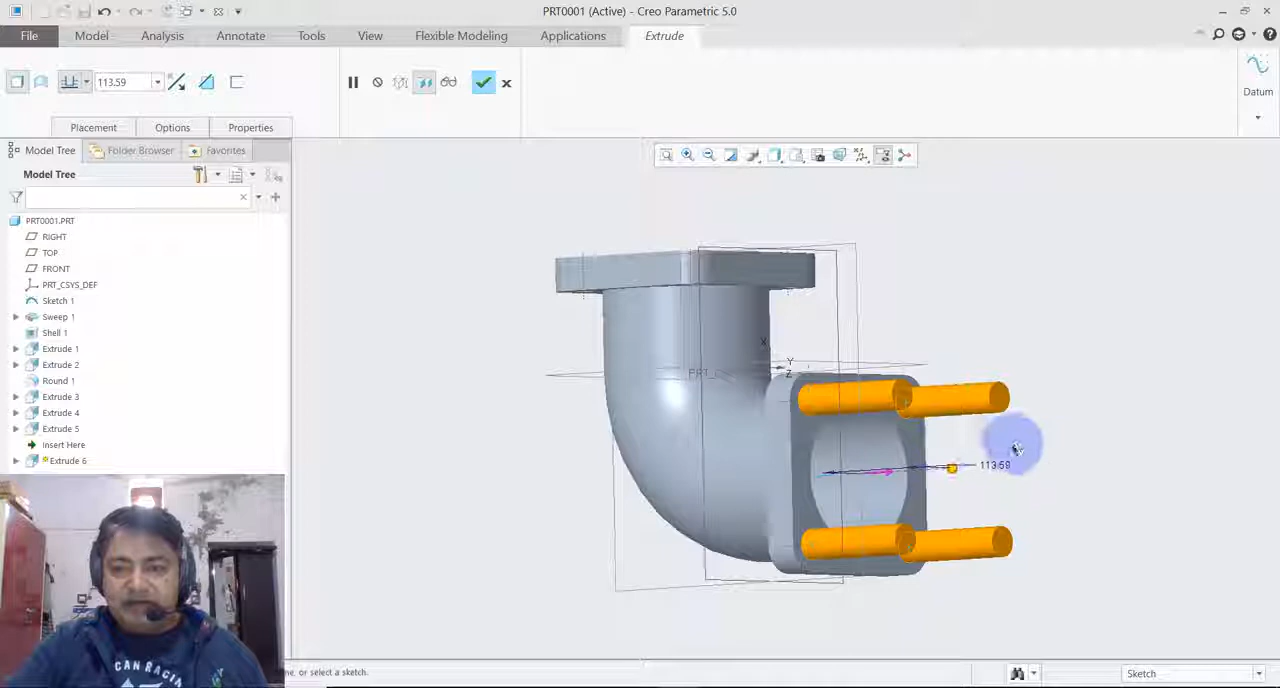 PRT0001 (Active) - Creo Parametric 5.0
File Model Analysis Annotate Tools View Flexible Modeling Applications Extrude
113.59
Datum
Placement Options Properties
Model Tree Folder Browser Favorites
Model Tree
PRT0001.PRT
RIGHT
TOP
FRONT
PRT_CSYS_DEF
Sketch 1
Sweep 1
Shell 1
Extrude 1
Extrude 2
Round 1
Extrude 3
Extrude 4
Extrude 5
Insert Here
Extrude 6
X
Y
Z
PRT_C
113.59
CAN RACING
ne, or select a sketch.
Sketch